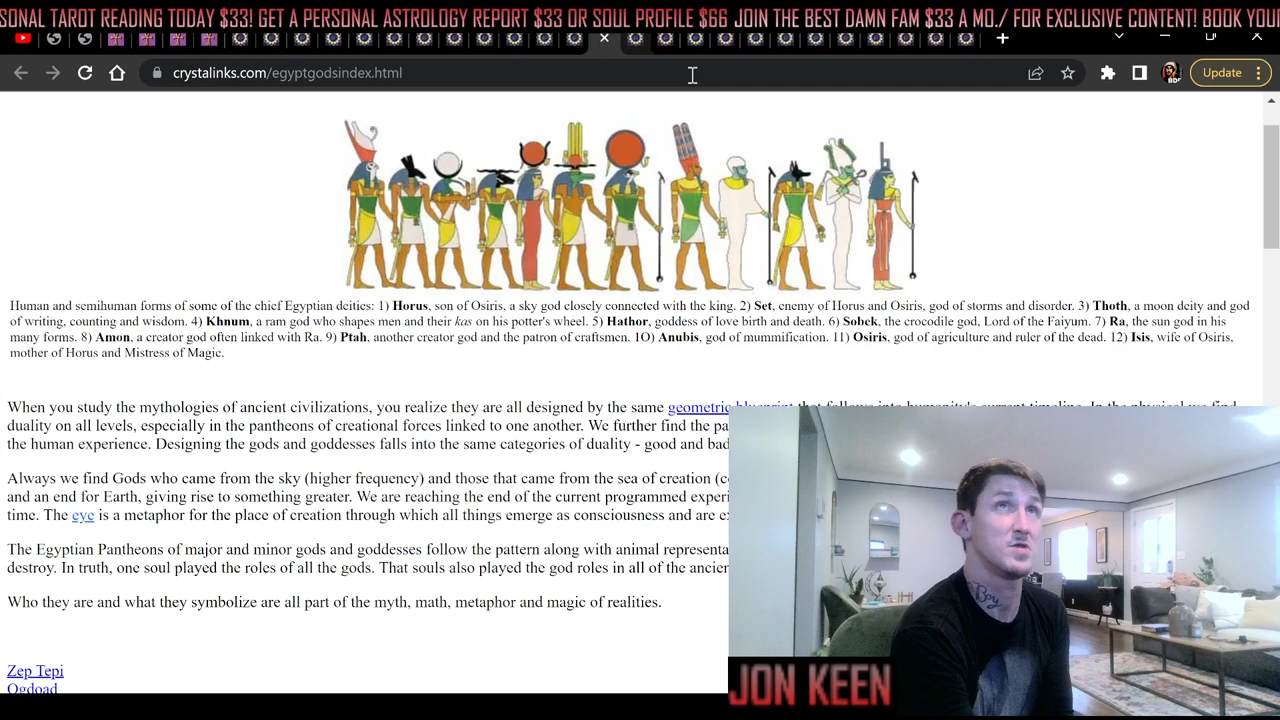 SONAL TAROT READING TODAY $33! GET A PERSONAL ASTROLOGY REPORT $33 OR SOUL PROFILE $66 JOIN THE BEST DAMN FAM $33 A MO./ FOR EXCLUSIVE CONTENT! BOOK YOU
crystalinks.com/egyptgodsindex.html
Update
Human and semihuman forms of some of the chief Egyptian deities: 1) Horus, son of Osiris, a sky god closely connected with the king. 2) Set, enemy of Horus and Osiris, god of storms and disorder. 3) Thoth, a moon deity and god
of writing, counting and wisdom. 4) Khnum, a ram god who shapes men and their kas on his potter's wheel. 5) Hathor, goddess of love birth and death. 6) Sobek, the crocodile god, Lord of the Faiyum. 7) Ra, the sun god in his
many forms. 8) Amon, a creator god often linked with Ra. 9) Ptah, another creator god and the patron of craftsmen. 1O) Anubis, god of mummification. 11) Osiris, god of agriculture and ruler of the dead. 12) Isis, wife of Osiris,
mother of Horus and Mistress of Magic.
When you study the mythologies of ancient civilizations, you realize they are all designed by the same geometric blueprint that follows into humanity's current timeline. In the physical we find
duality on all levels, especially in the pantheons of creational forces linked to one another. We further find the pa
the human experience. Designing the gods and goddesses falls into the same categories of duality - good and bad
Always we find Gods who came from the sky (higher frequency) and those that came from the sea of creation (c
and an end for Earth, giving rise to something greater. We are reaching the end of the current programmed experi
time. The eye is a metaphor for the place of creation through which all things emerge as consciousness and are e
The Egyptian Pantheons of major and minor gods and goddesses follow the pattern along with animal representa
destroy. In truth, one soul played the roles of all the gods. That souls also played the god roles in all of the ancien
Who they are and what they symbolize are all part of the myth, math, metaphor and magic of realities.
Zep Tepi
Ogdoad
Boy
JON KEEN